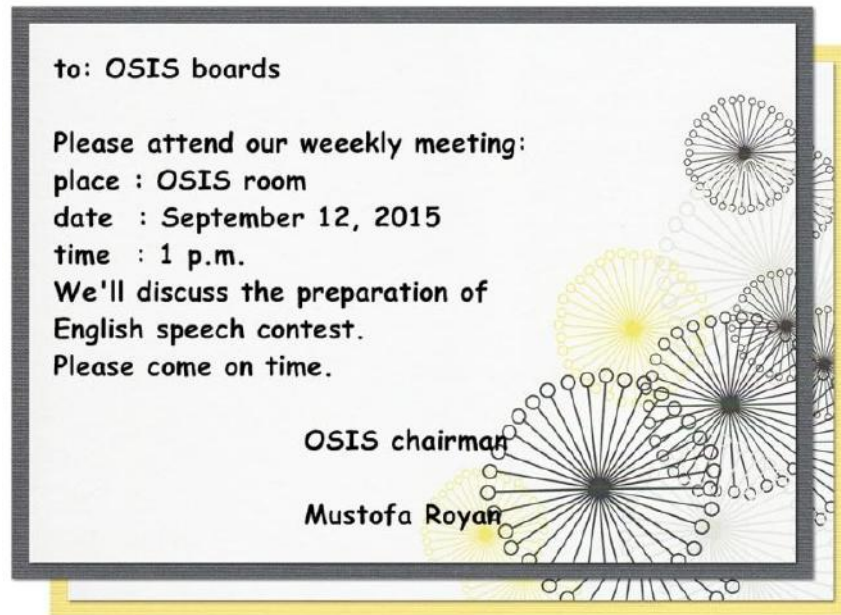 to: OSIS boards
Please attend our weeekly meeting:
place : OSIS room
date : September 12, 2015
time : 1 p.m.
We'll discuss the preparation of
English speech contest.
Please come on time.
OSIS chairman
Mustofa Royan